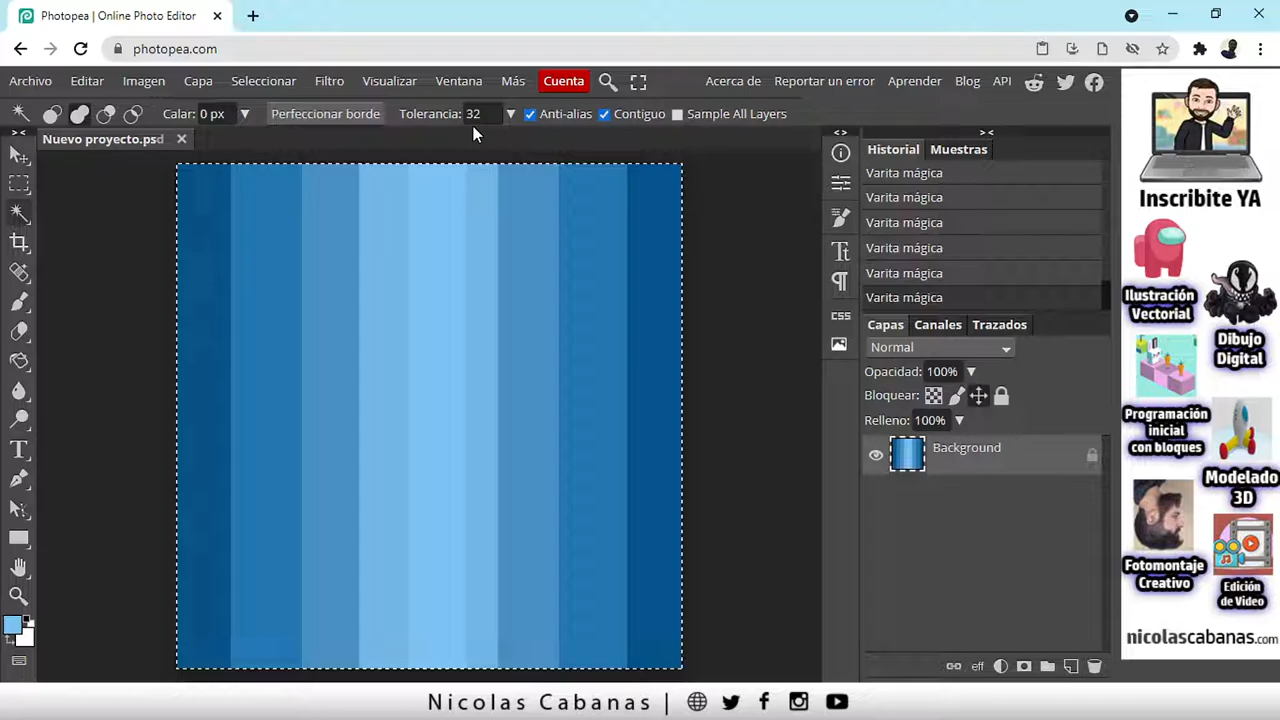 Photopea | Online Photo Editor
photopea.com
Archivo Editar Imagen Capa Seleccionar Filtro Visualizar Ventana Más Cuenta Acerca de Reportar un error Aprender Blog API
Calar: 0 px Perfeccionar borde Tolerancia: 32 Anti-alias Contiguo Sample All Layers
Nuevo proyecto.psd
Historial Muestras
Varita mágica
Varita mágica
Varita mágica
Varita mágica
Varita mágica
Varita mágica
CSS
Capas Canales Trazados
Normal
Opacidad: 100%
Bloquear:
Relleno: 100%
Background
eff
Inscribite YA
Ilustración
Vectorial
Dibujo
Digital
Programación
inicial
con bloques
Modelado
3D
Fotomontaje
Creativo
Edición
de Video
nicolascabanas.com
Nicolas Cabanas |